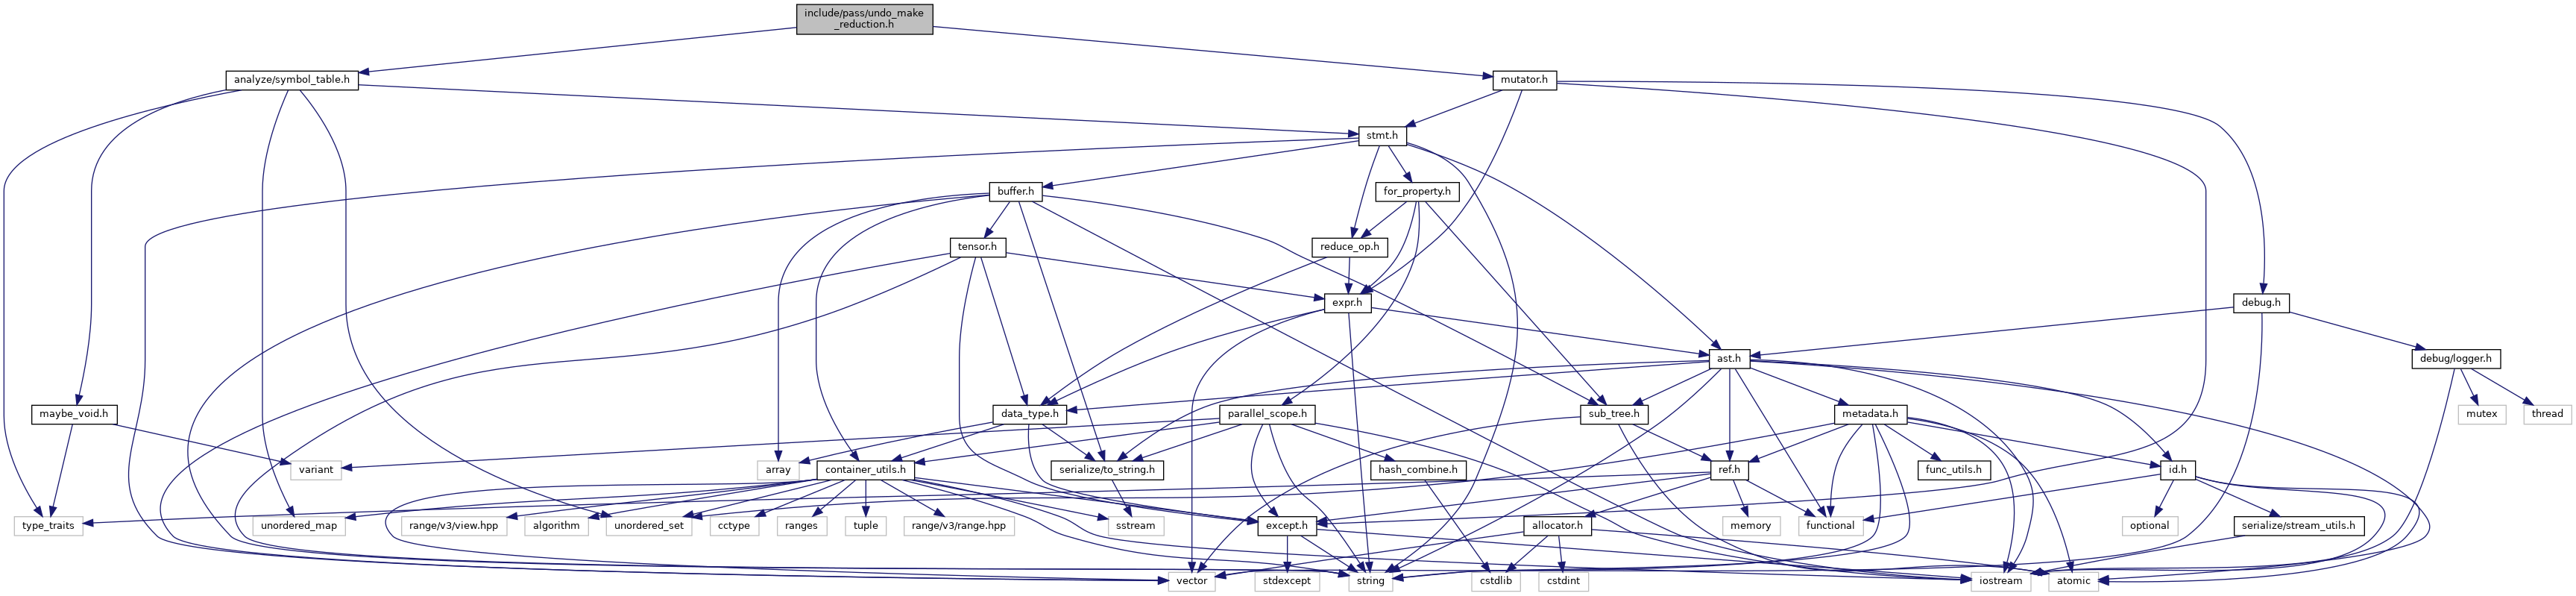 include/pass/undo_make
_reduction.h
analyze/symbol_table.h
mutator.h
stmt.h
buffer.h
for_property.h
tensor.h
reduce_op.h
expr.h
debug.h
ast.h
debug/logger.h
maybe_void.h
data_type.h
parallel_scope.h
sub_tree.h
metadata.h
mutex
thread
variant
array
container_utils.h
serialize/to_string.h
hash_combine.h
ref.h
func_utils.h
id.h
type_traits
unordered_map
range/v3/view.hpp
algorithm
unordered_set
cctype
ranges
tuple
range/v3/range.hpp
sstream
except.h
allocator.h
memory
functional
optional
serialize/stream_utils.h
vector
stdexcept
string
cstdlib
cstdint
iostream
atomic